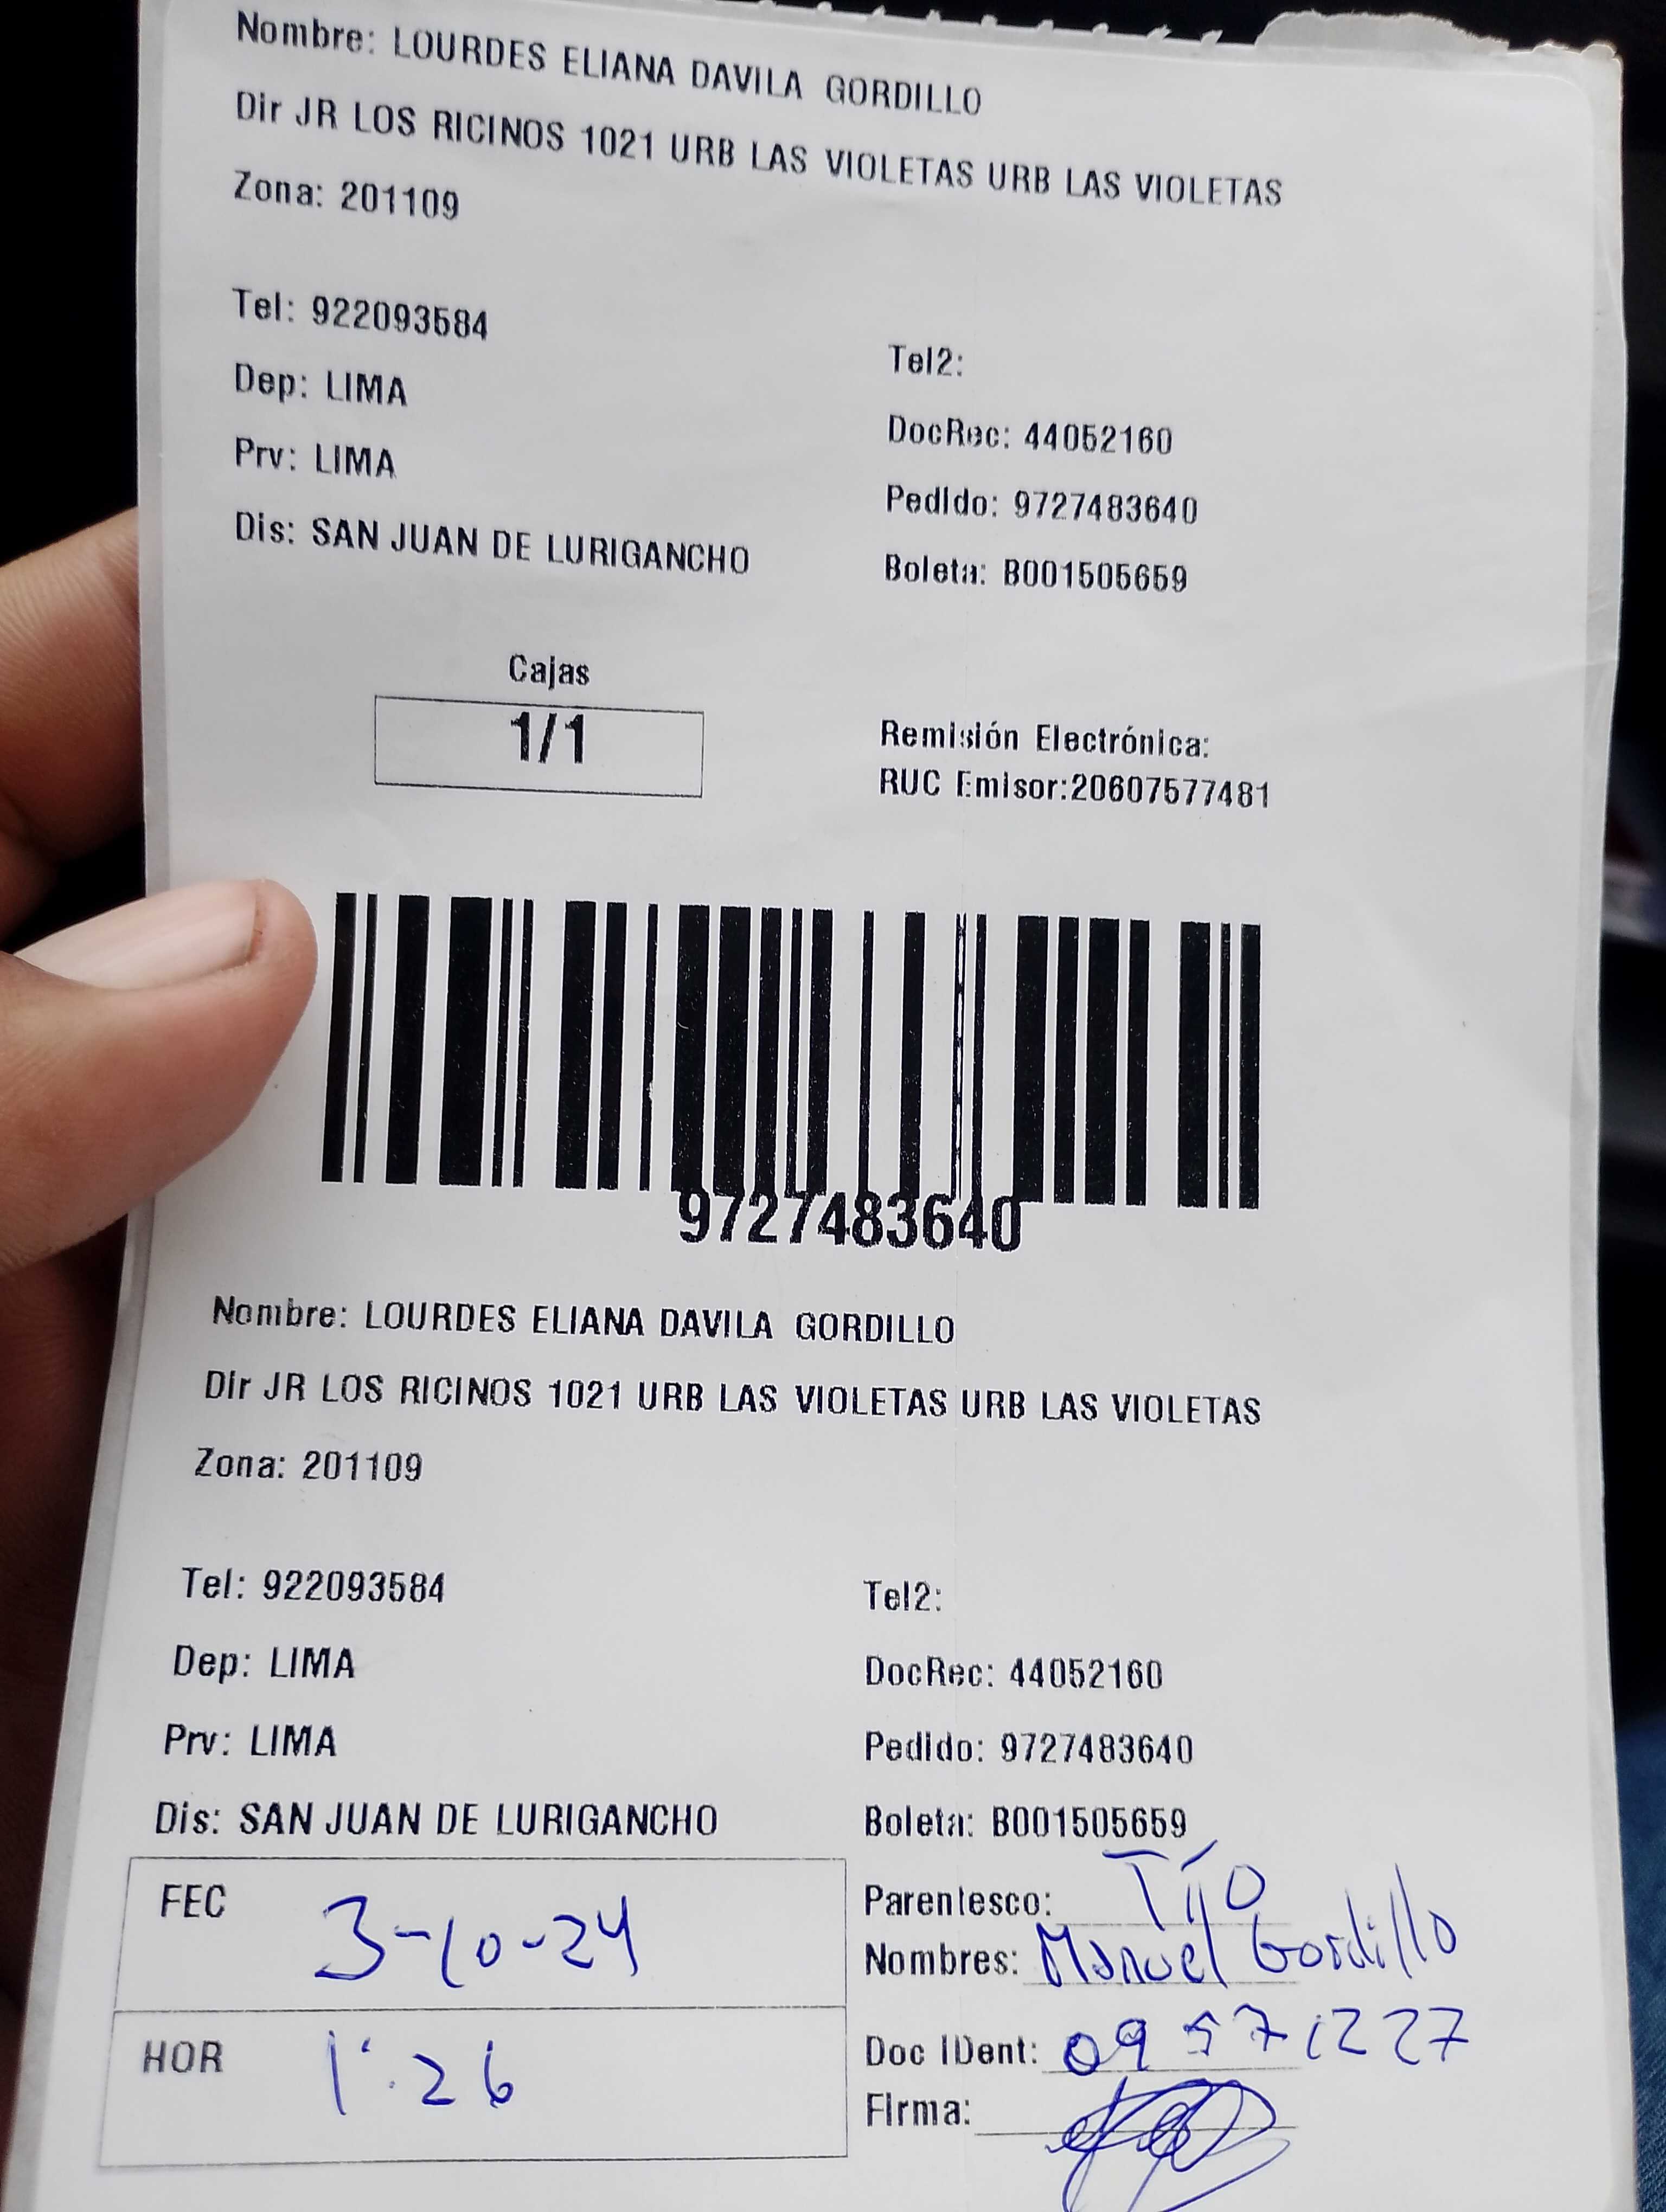 Nombre: LOURDES ELIANA DAVILA GORDILLO
Dir JR LOS RICINOS 1021 URB LAS VIOLETAS URB LAS VIOLETAS
Zona: 201109
Tel: 922093584
Tel2:
Dep: LIMA
DocRec: 44052160
Prv: LIMA
Pedido: 9727483640
Dis: SAN JUAN DE LURIGANCHO
Boleta: B001505659
Cajas
1/1
Remisión Electrónica:
RUC Emisor:20607577481
9727483640
Nombre: LOURDES ELIANA DAVILA GORDILLO
Dir JR LOS RICINOS 1021 URB LAS VIOLETAS URB LAS VIOLETAS
Zona: 201109
Tel: 922093584
Tel2:
Dep: LIMA
DocRec: 44052160
Prv: LIMA
Pedido: 9727483640
Dis: SAN JUAN DE LURIGANCHO
Boleta: B001505659
FEC 3-10-24
HOR 1:26
Parentesco: Tío
Nombres: Manuel Gordillo
Doc IDent: 09571227
Firma: